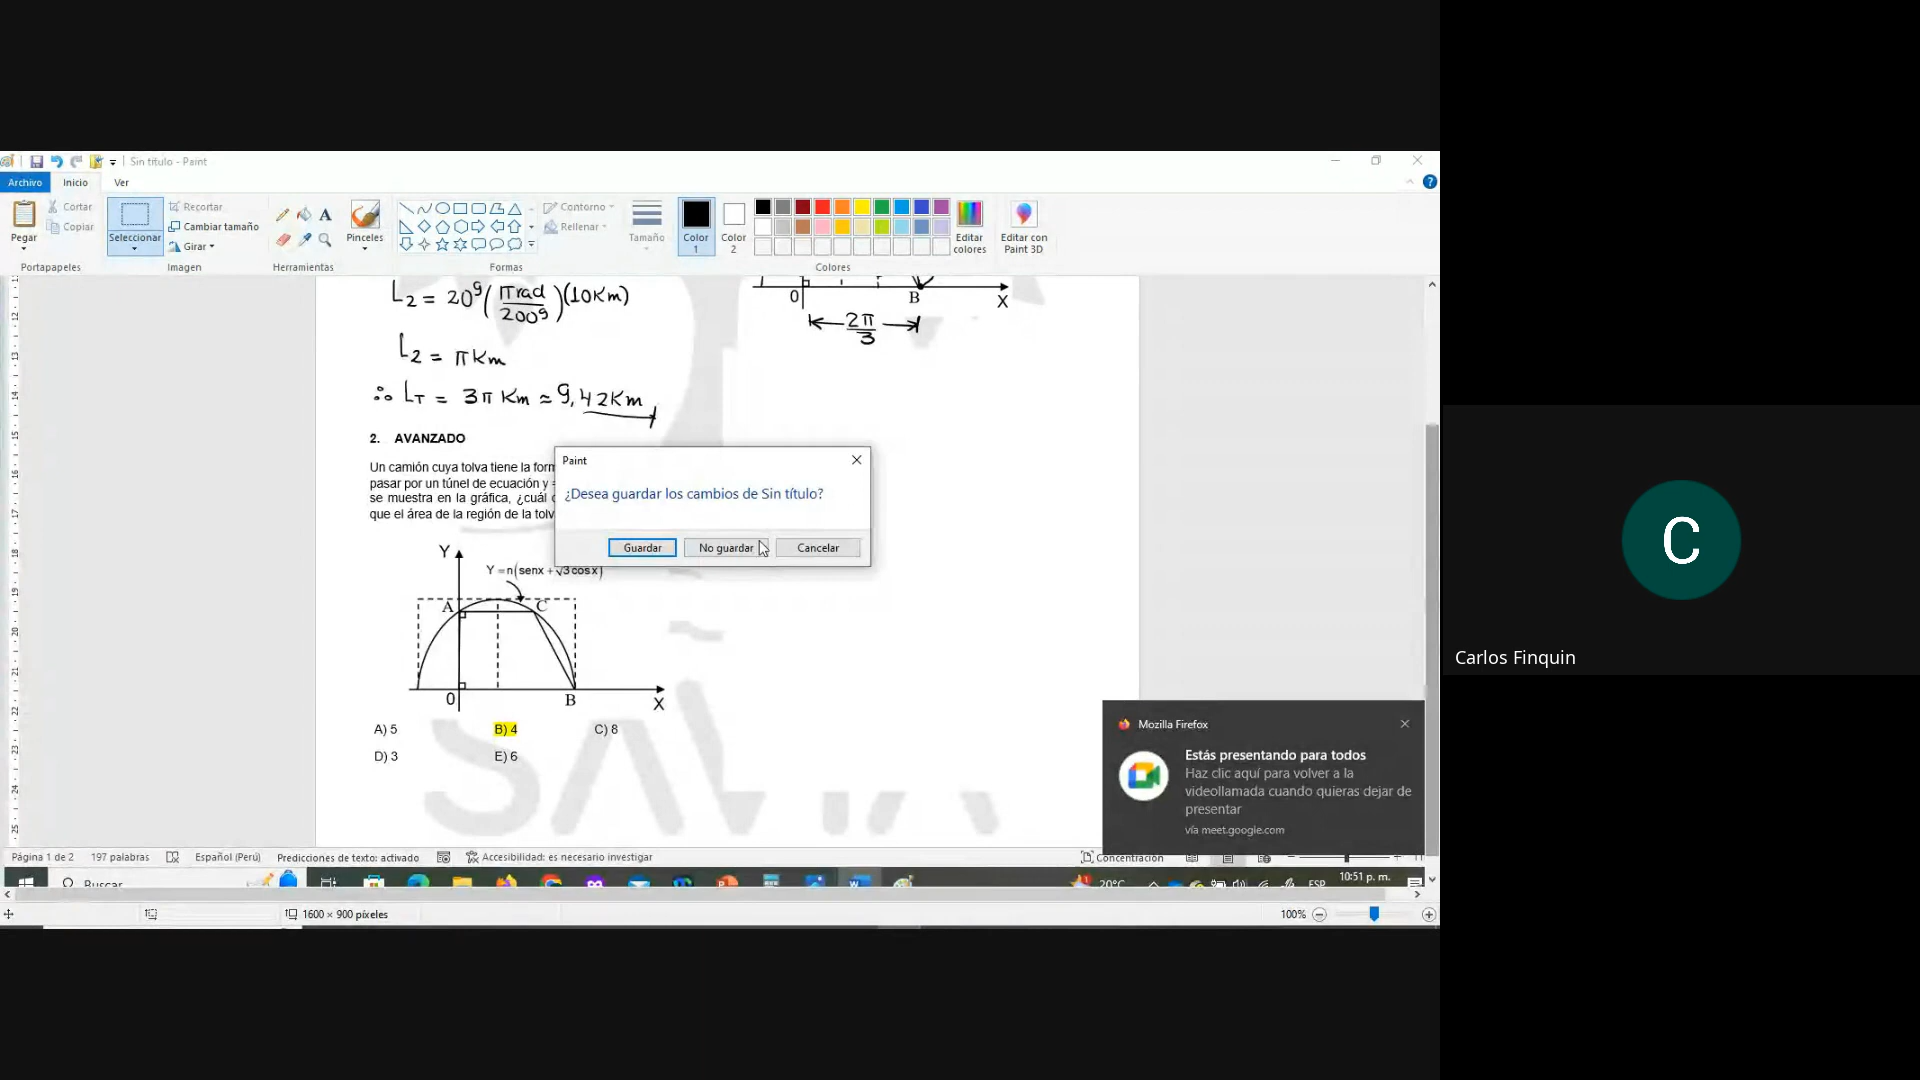 Sin título - Paint
Archivo Inicio Ver
Pegar
Cortar
Copiar
Portapapeles
Seleccionar
Recortar
Cambiar tamaño
Girar
Imagen
Herramientas
Pinceles
Formas
Contorno
Rellenar
Tamaño
Color 1
Color 2
Colores
Editar colores
Editar con Paint 3D
L2 = 20g (πrad/200g)(10Km)
L2 = πKm
∴ LT = 3π Km ≈ 9,42Km
0 B X
2π/3
2. AVANZADO
Un camión cuya tolva tiene la
pasar por un túnel de ecuación y =
se muestra en la gráfica, ¿cuál
que el área de la región de la
Paint
¿Desea guardar los cambios de Sin título?
Guardar No guardar Cancelar
Y
Y = n(senx + √3cosx)
A C
0 B X
A) 5 B) 4 C) 8
D) 3 E) 6
Mozilla Firefox
Estás presentando para todos
Haz clic aquí para volver a la
videollamada cuando quieras dejar de
presentar
vía meet.google.com
Página 1 de 2 197 palabras Español (Perú) Predicciones de texto: activado Accesibilidad: es necesario investigar Concentración
Buscar 20°C ESP 10:51 p. m.
1600 × 900 píxeles 100%
C
Carlos Finquin